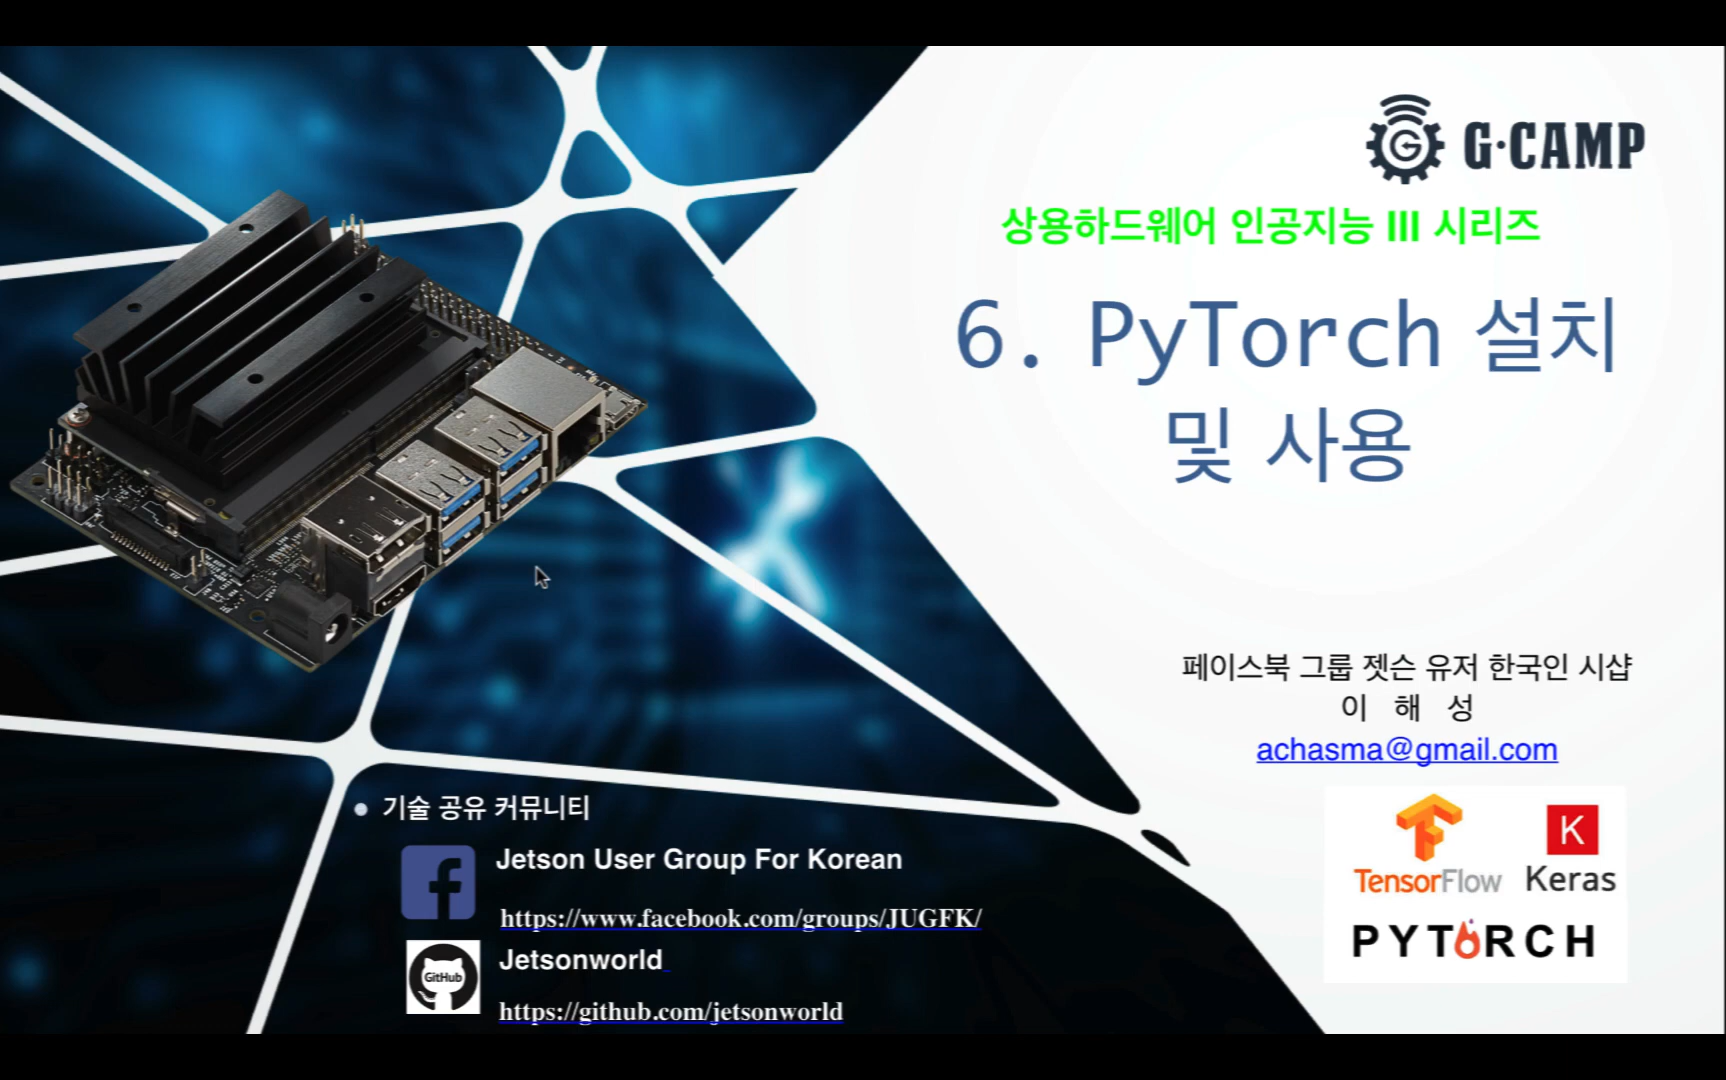 G·CAMP
상용하드웨어 인공지능 III 시리즈
6. PyTorch 설치
및 사용
페이스북 그룹 젯슨 유저 한국인 시샵
이 해 성
achasma@gmail.com
● 기술 공유 커뮤니티
Jetson User Group For Korean
https://www.facebook.com/groups/JUGFK/
GitHub
Jetsonworld
https://github.com/jetsonworld
TensorFlow
K
Keras
PYTORCH